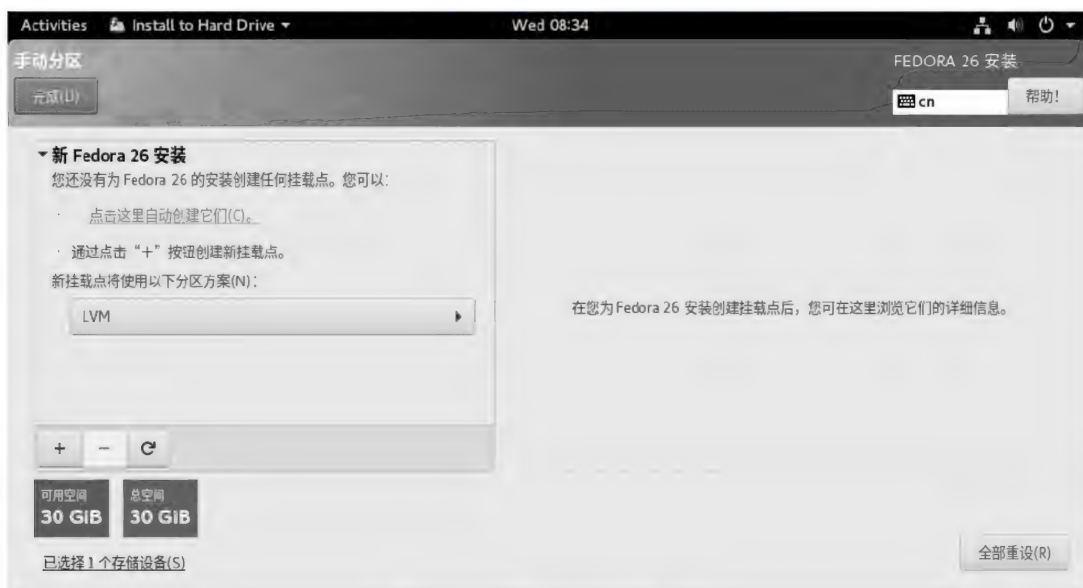 Activities Install to Hard Drive Wed 08:34
手动分区 FEDORA 26 安装
完成(D) cn 帮助!
新 Fedora 26 安装
您还没有为 Fedora 26 的安装创建任何挂载点。您可以:
· 点击这里自动创建它们(C)。
· 通过点击“+”按钮创建新挂载点。
新挂载点将使用以下分区方案(N):
LVM
在您为 Fedora 26 安装创建挂载点后，您可在这里浏览它们的详细信息。
+ −
可用空间 总空间
30 GiB 30 GiB
已选择 1 个存储设备(S) 全部重设(R)